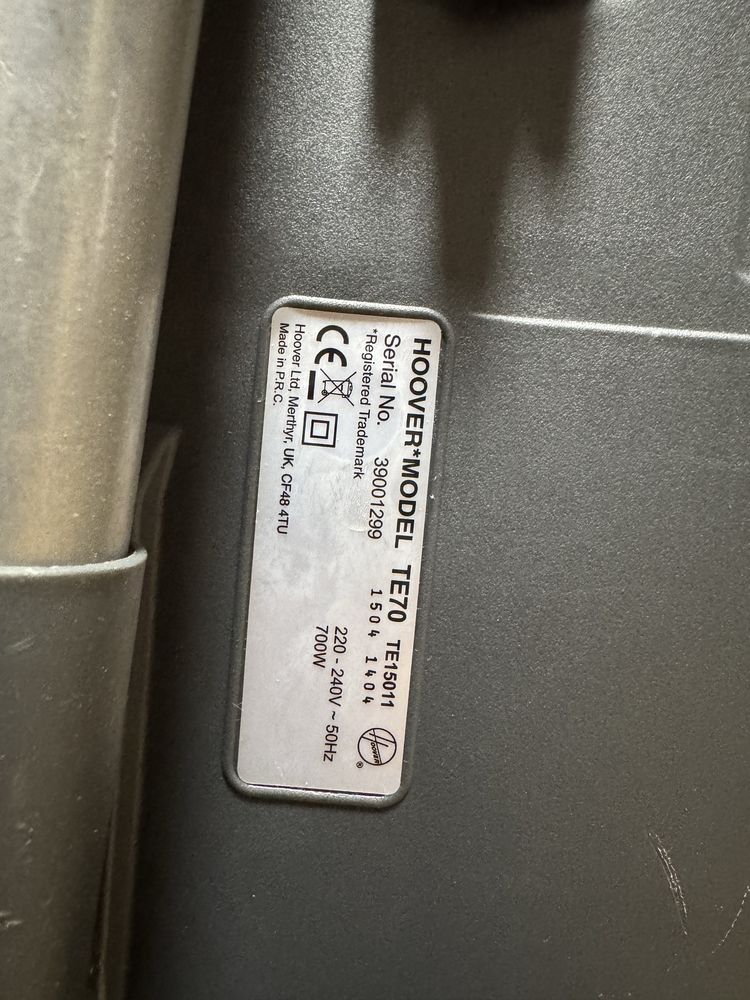 HOOVER*MODEL TE70 TE15011
Serial No. 39001299 1504 1404
*Registered Trademark
CE
220 - 240V ~ 50Hz
700W
Hoover Ltd, Merthyr, UK, CF48 4TU
Made in P.R.C.
HOOVER ®